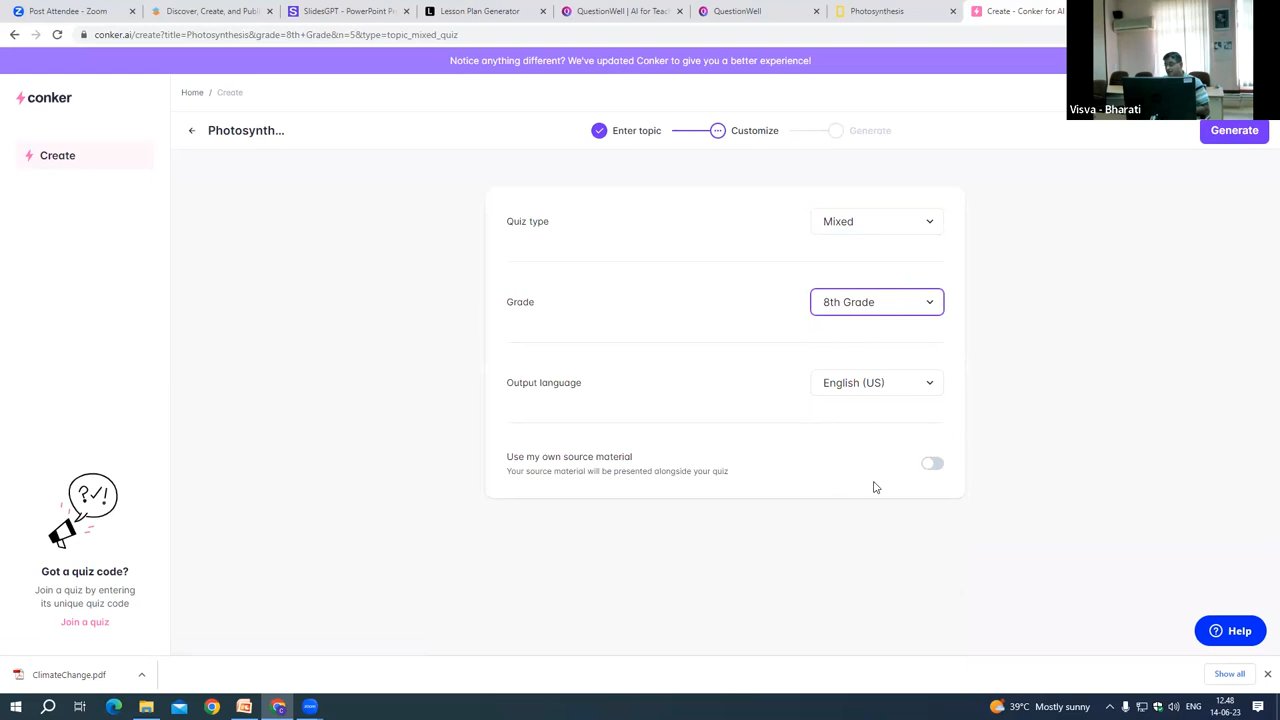 Post Attendee - Zoom
Discover, Create, and Publish
SlidesGPT - PowerPoint Pr
Lesson Plan Generator
QuestionWell | AI for Teach
QuestionWell
Photosynthesis
Create - Conker for AI
conker.ai/create?title=Photosynthesis&grade=8th+Grade&n=5&type=topic_mixed_quiz
Notice anything different? We've updated Conker to give you a better experience!
Visva - Bharati
conker
Home / Create
Photosynth...
Enter topic
Customize
Generate
Generate
Create
Quiz type
Mixed
Grade
8th Grade
Output language
English (US)
Use my own source material
Your source material will be presented alongside your quiz
Got a quiz code?
Join a quiz by entering
its unique quiz code
Join a quiz
Help
ClimateChange.pdf
Show all
39°C Mostly sunny
12.48
14-06-23